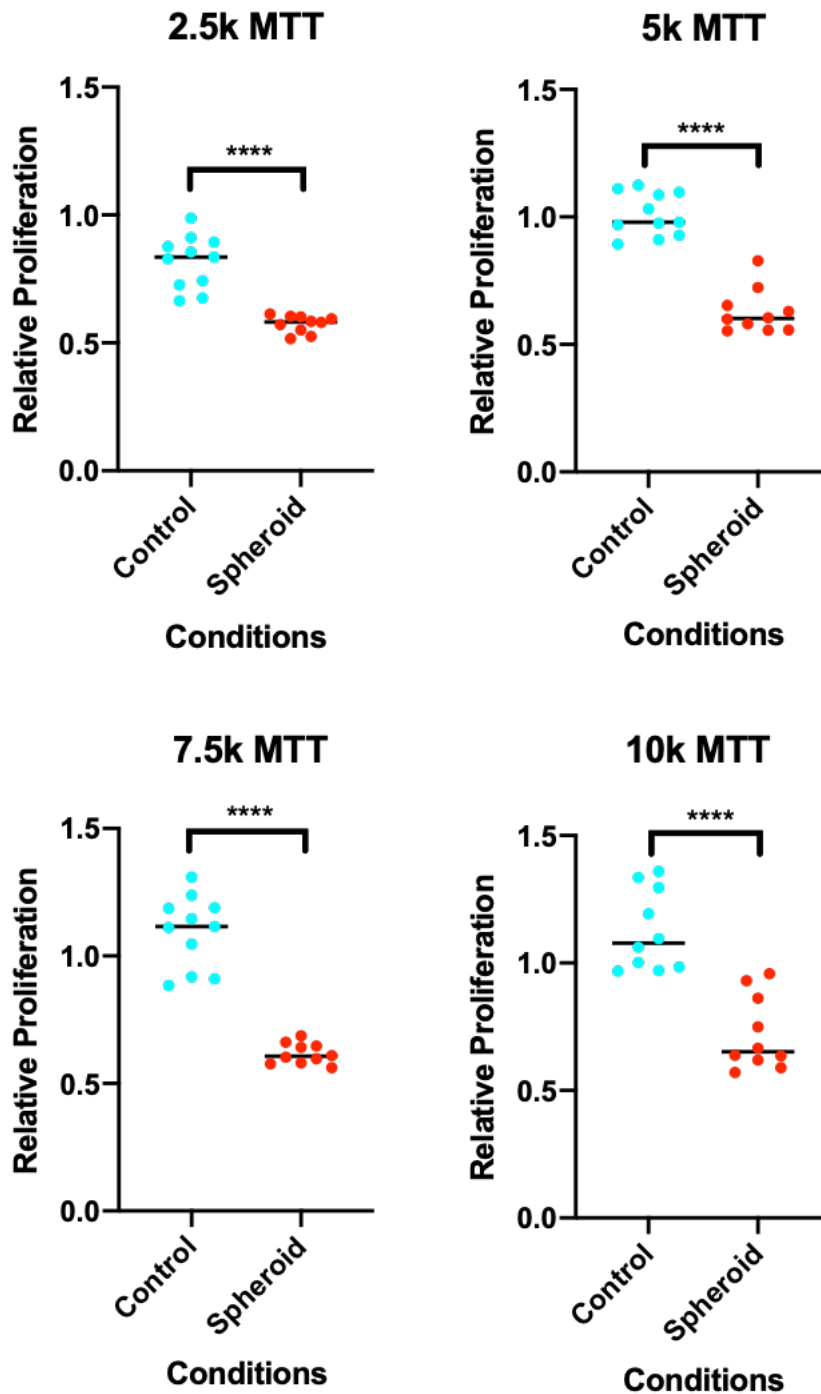 2.5k MTT
1.5
1.0
0.5
0.0
Relative Proliferation
****
Control
Spheroid
Conditions
5k MTT
1.5
1.0
0.5
0.0
Relative Proliferation
****
Control
Spheroid
Conditions
7.5k MTT
1.5
1.0
0.5
0.0
Relative Proliferation
****
Control
Spheroid
Conditions
10k MTT
1.5
1.0
0.5
0.0
Relative Proliferation
****
Control
Spheroid
Conditions